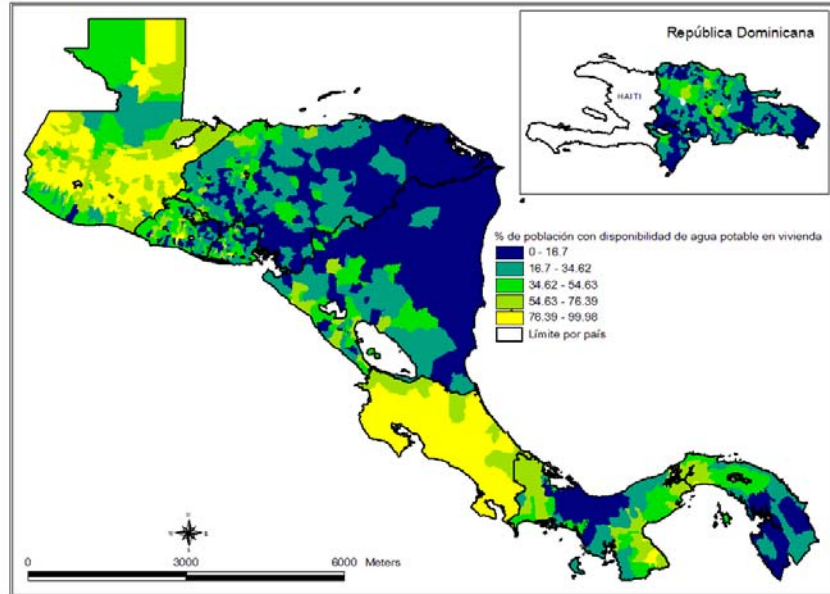 República Dominicana
HAITI
% de población con disponibilidad de agua potable en vivienda
0 - 16.7
16.7 - 34.62
34.62 - 54.63
54.63 - 76.39
76.39 - 99.98
Límite por país
0 3000 6000 Meters